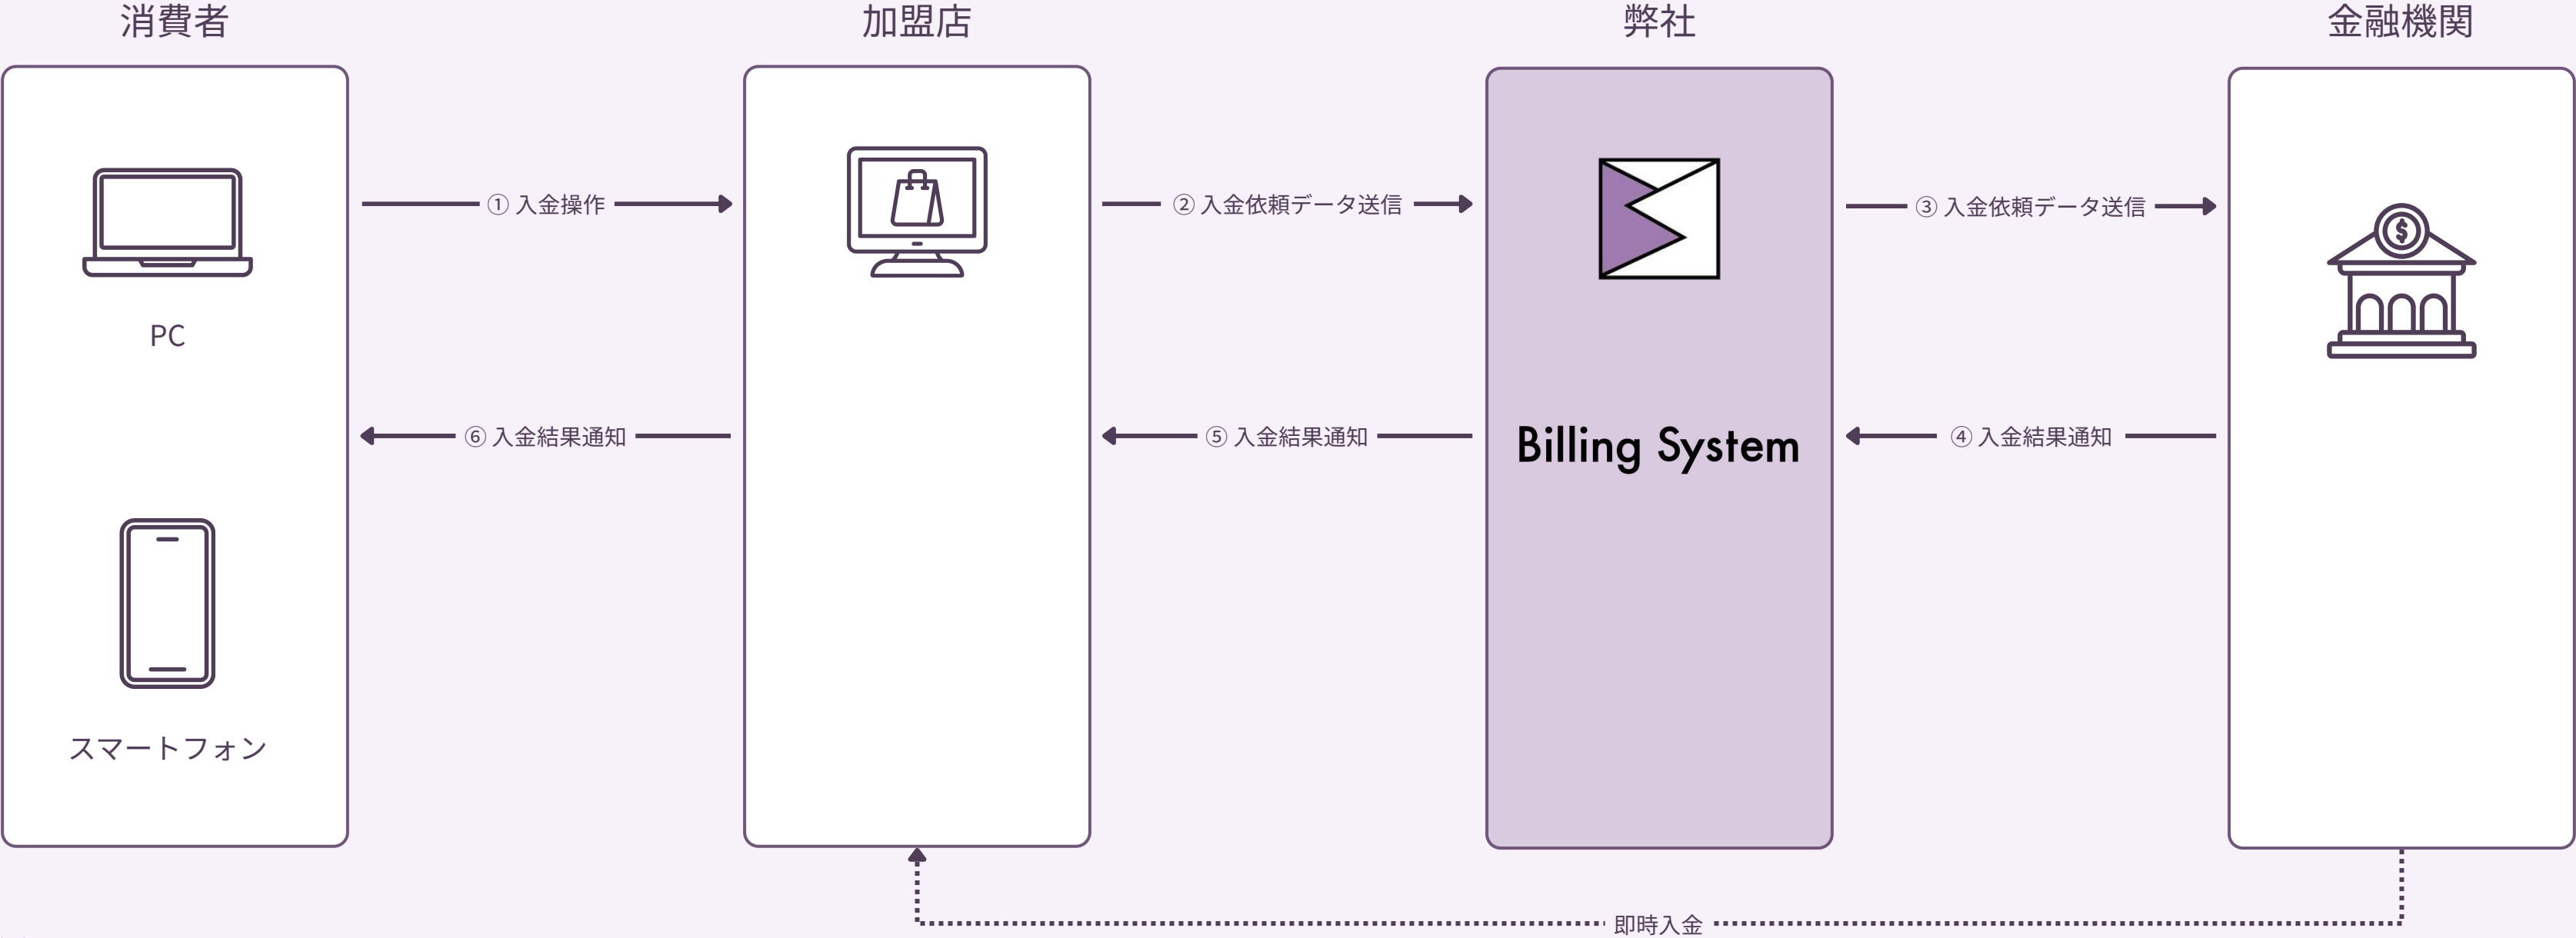 消費者
加盟店
弊社
金融機関
① 入金操作
② 入金依頼データ送信
③ 入金依頼データ送信
PC
⑥ 入金結果通知
⑤ 入金結果通知
Billing System
④ 入金結果通知
スマートフォン
即時入金